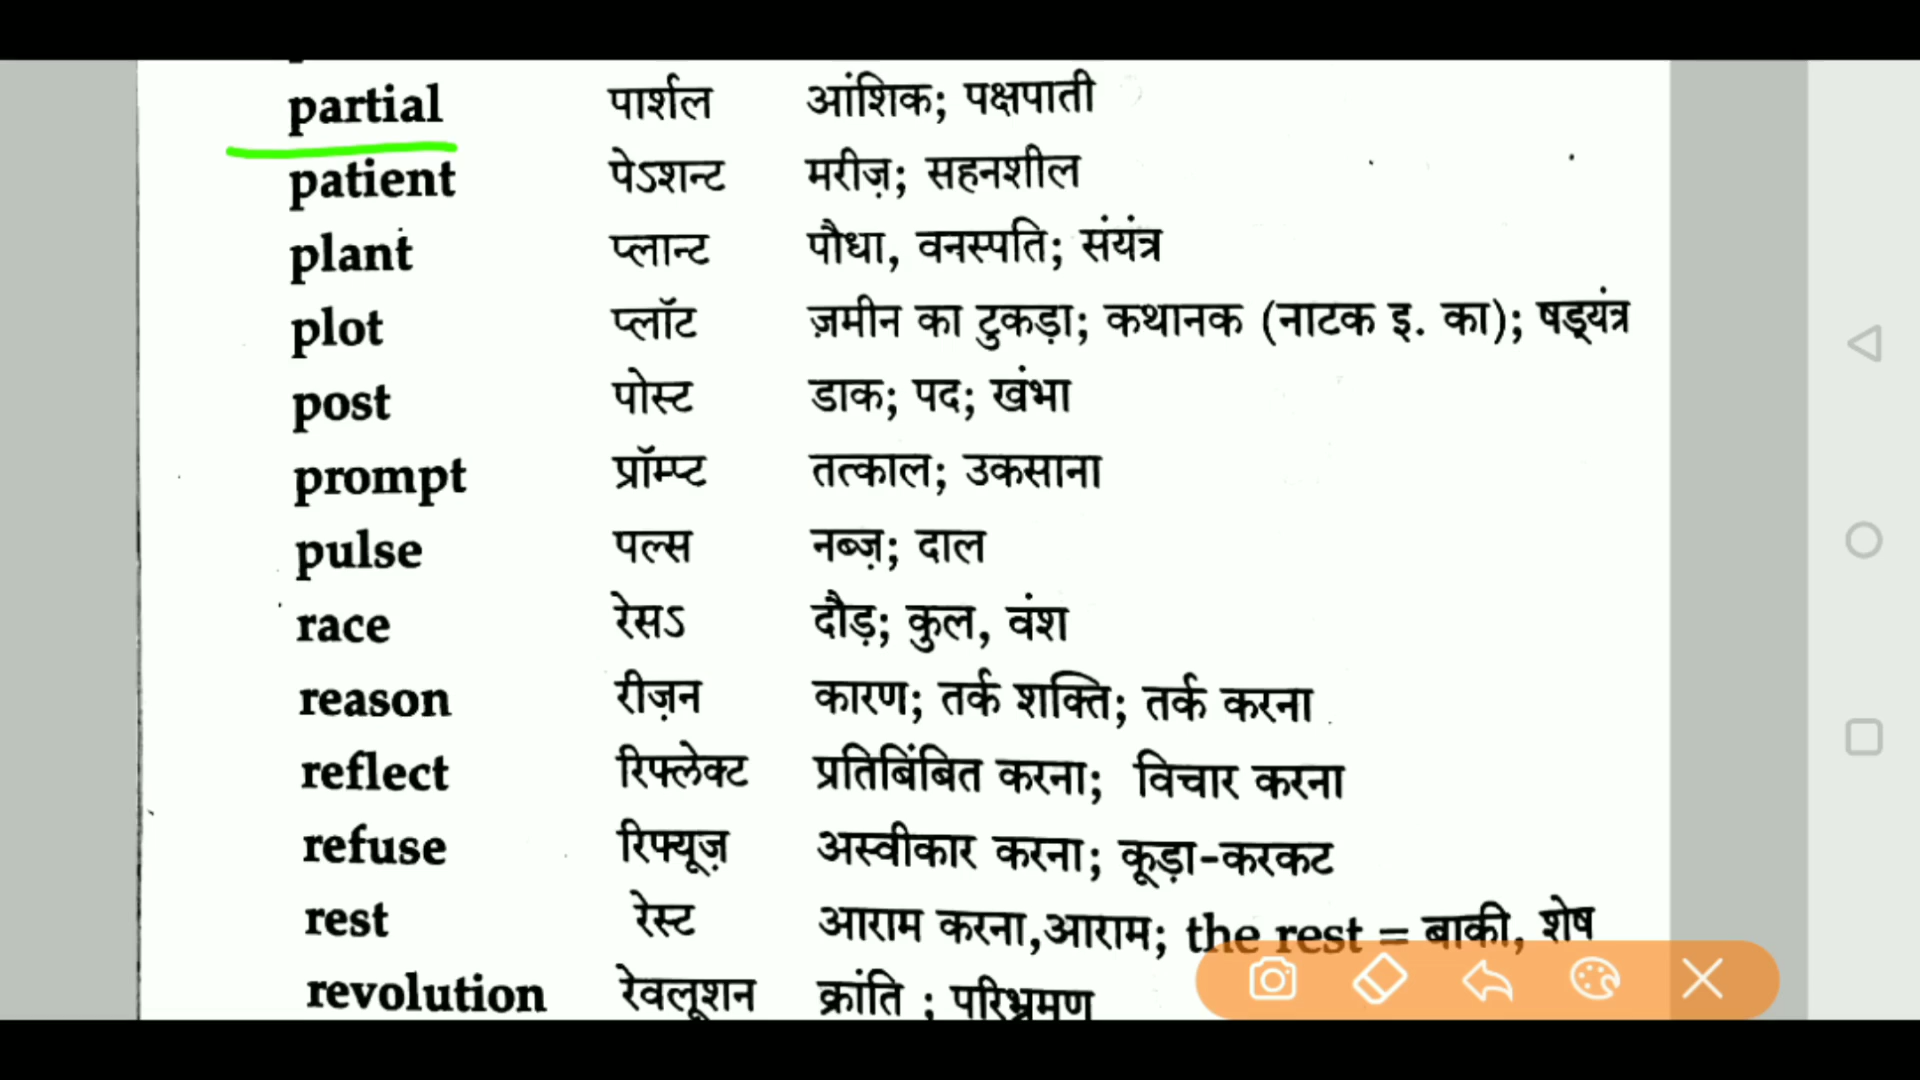 partial पार्शल आंशिक; पक्षपाती
patient पेऽशन्ट मरीज़; सहनशील
plant प्लान्ट पौधा, वनस्पति; संयंत्र
plot प्लॉट ज़मीन का टुकड़ा; कथानक (नाटक इ. का); षड्यंत्र
post पोस्ट डाक; पद; खंभा
prompt प्रॉम्प्ट तत्काल; उकसाना
pulse पल्स नब्ज़; दाल
race रेसऽ दौड़; कुल, वंश
reason रीज़न कारण; तर्क शक्ति; तर्क करना
reflect रिफ्लेक्ट प्रतिबिंबित करना; विचार करना
refuse रिफ्यूज़ अस्वीकार करना; कूड़ा-करकट
rest रेस्ट आराम करना,आराम; the rest = बाकी, शेष
revolution रेवलूशन क्रांति ; परिभ्रमण